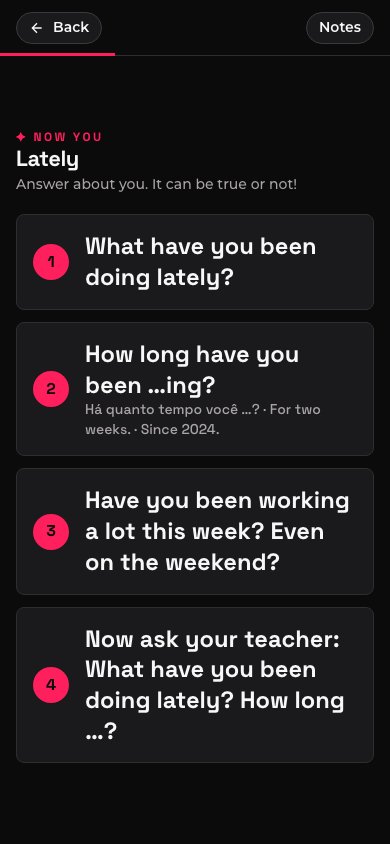 ← Back
Notes
✦ NOW YOU
Lately
Answer about you. It can be true or not!
1
What have you been
doing lately?
2
How long have you
been ...ing?
Há quanto tempo você ...? · For two
weeks. · Since 2024.
3
Have you been working
a lot this week? Even
on the weekend?
4
Now ask your teacher:
What have you been
doing lately? How long
...?